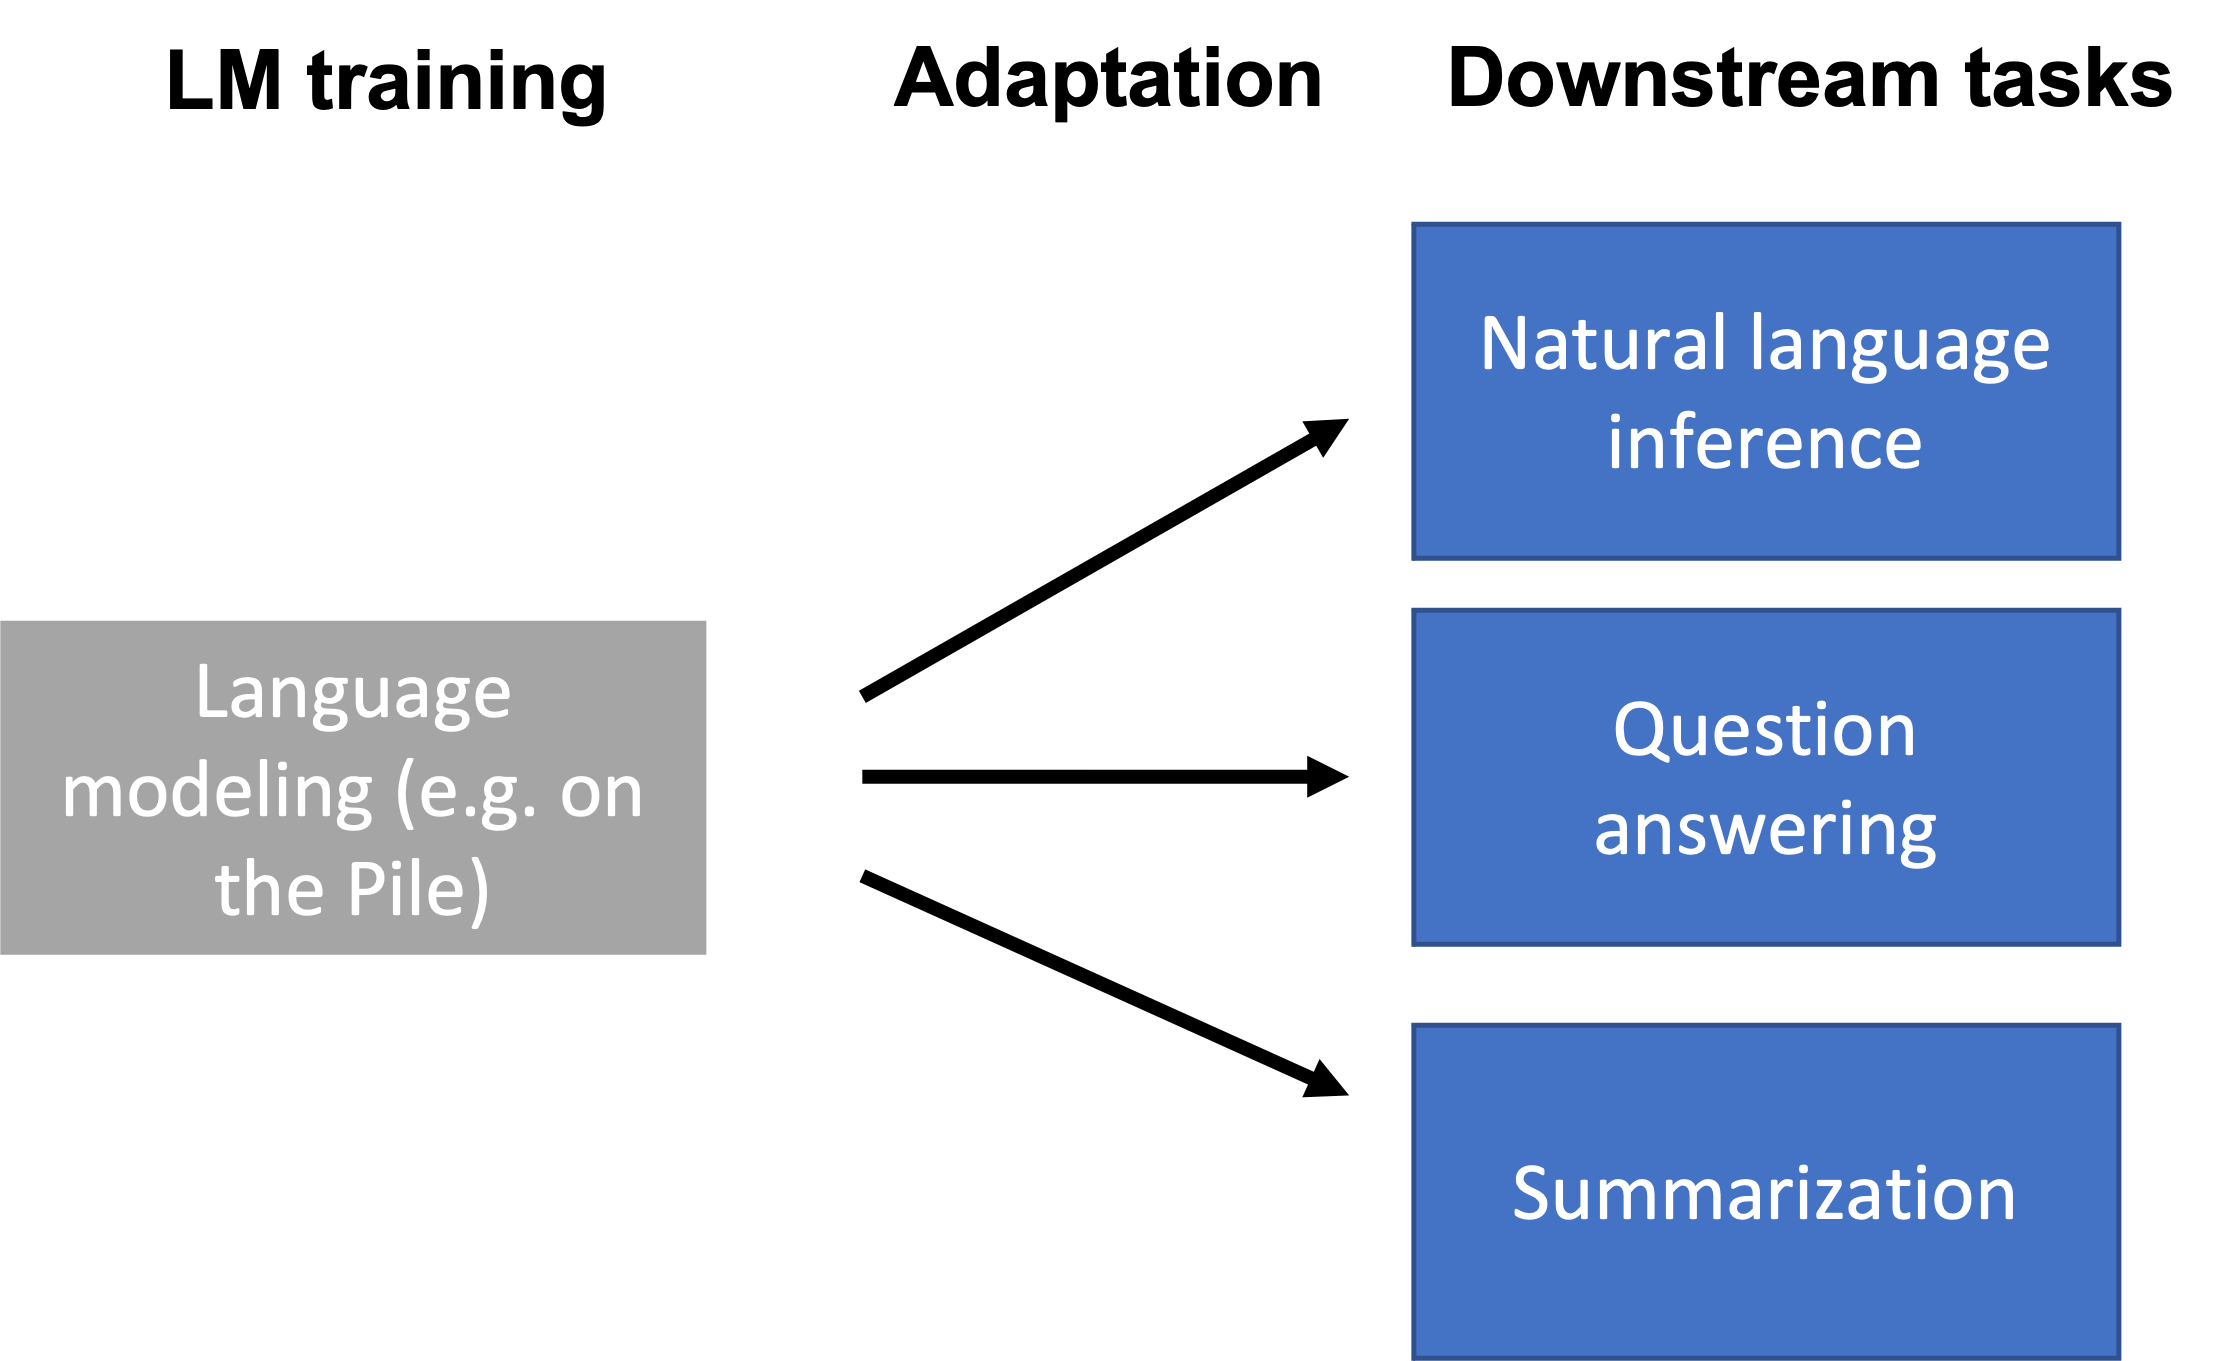 LM training
Adaptation
Downstream tasks
Language
modeling (e.g. on
the Pile)
Natural language
inference
Question
answering
Summarization